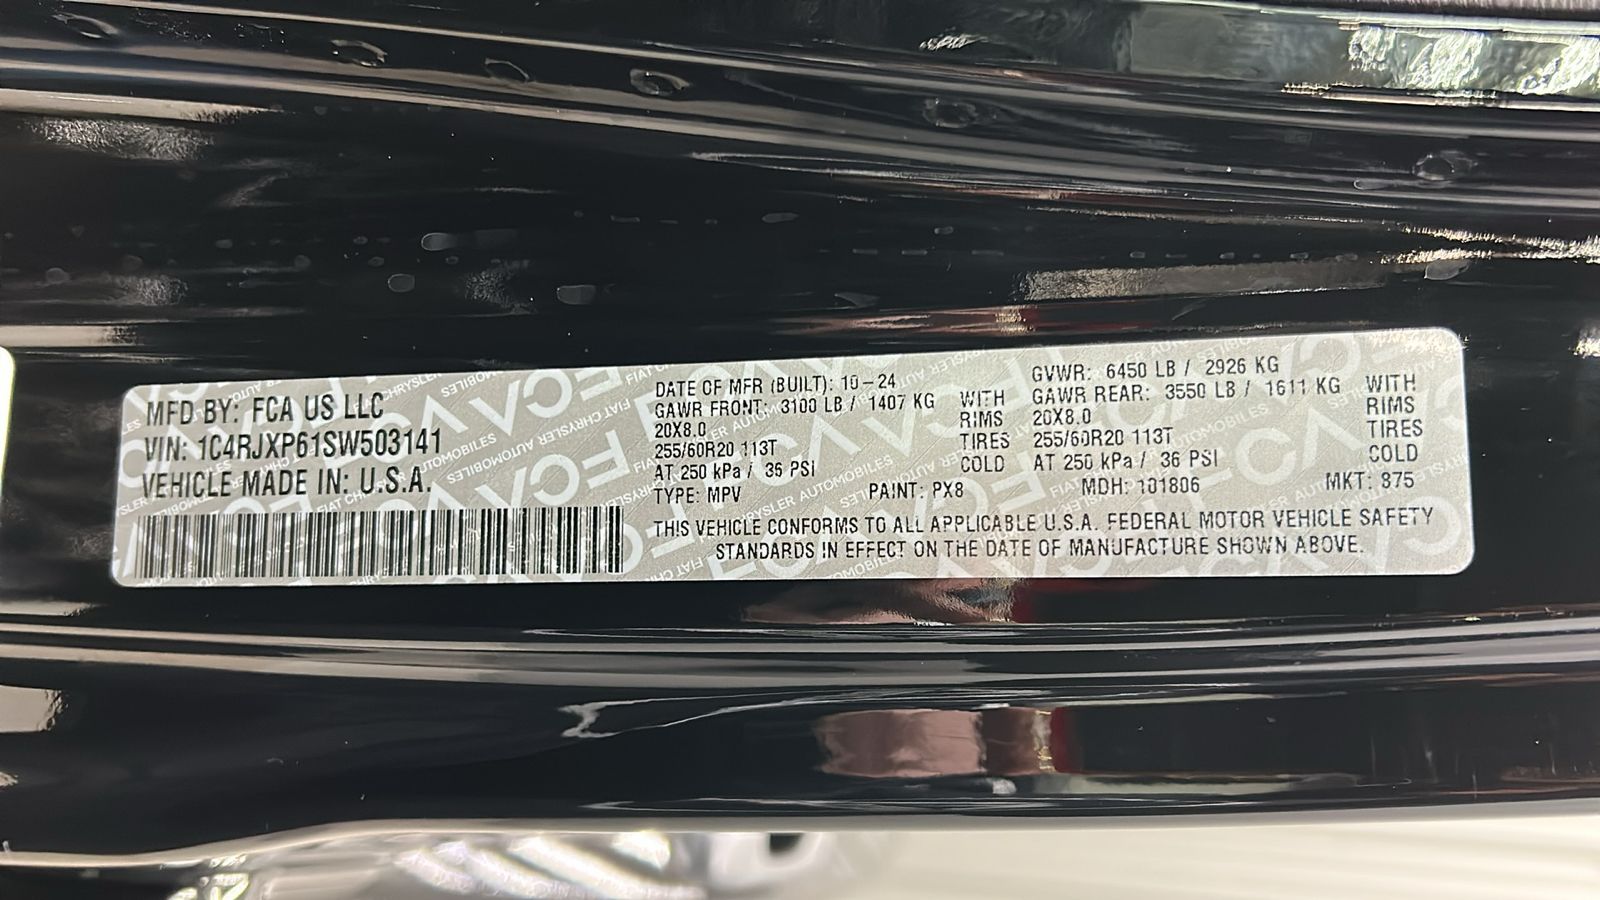 MFD BY: FCA US LLC
VIN: 1C4RJXP61SW503141
VEHICLE MADE IN: U.S.A.
DATE OF MFR (BUILT): 10-24
GAWR FRONT: 3100 LB / 1407 KG WITH
20X8.0 RIMS
255/60R20 113T TIRES
AT 250 kPa / 36 PSI COLD
TYPE: MPV PAINT: PX8
GVWR: 6450 LB / 2926 KG
GAWR REAR: 3550 LB / 1611 KG WITH
20X8.0 RIMS
255/60R20 113T TIRES
AT 250 kPa / 36 PSI COLD
MDH: 101806 MKT: 875
THIS VEHICLE CONFORMS TO ALL APPLICABLE U.S.A. FEDERAL MOTOR VEHICLE SAFETY
STANDARDS IN EFFECT ON THE DATE OF MANUFACTURE SHOWN ABOVE.
FCA
FIAT CHRYSLER AUTOMOBILES